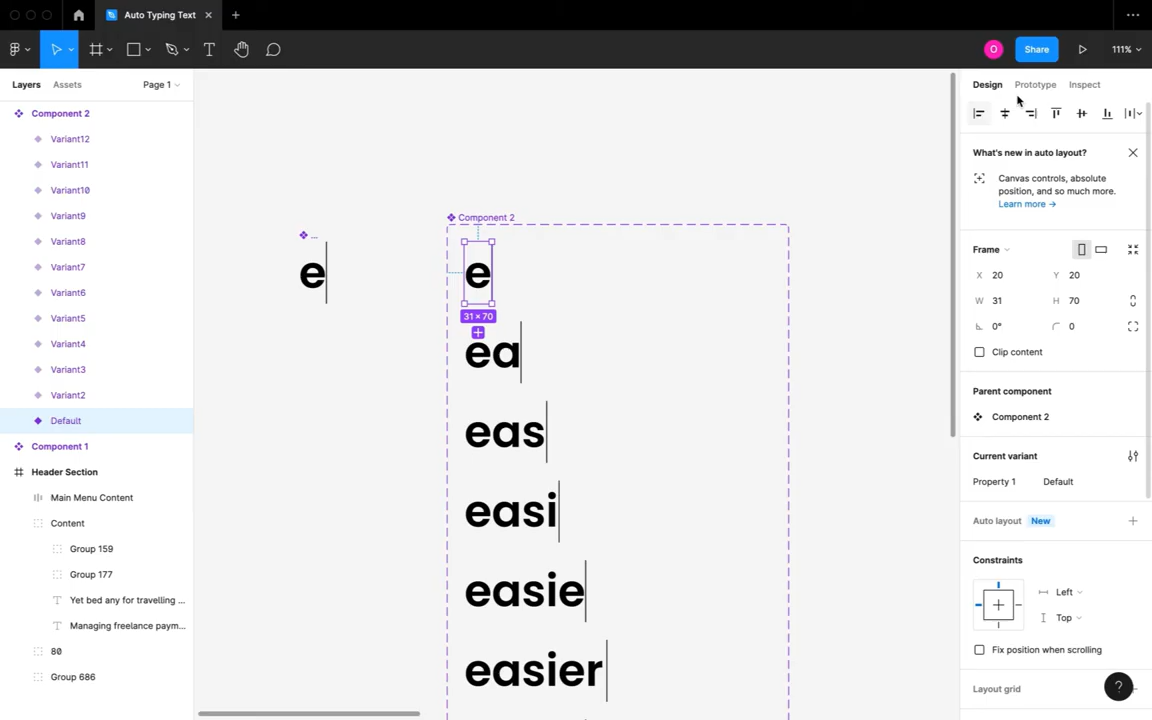 Auto Typing Text
Share
111%
Layers
Assets
Page 1
Component 2
Variant12
Variant11
Variant10
Variant9
Variant8
Variant7
Variant6
Variant5
Variant4
Variant3
Variant2
Default
Component 1
Header Section
Main Menu Content
Content
Group 159
Group 177
Yet bed any for travelling ...
Managing freelance paym...
80
Group 686
...
e
Component 2
e
31 × 70
ea
eas
easi
easie
easier
Design
Prototype
Inspect
What's new in auto layout?
Canvas controls, absolute
position, and so much more.
Learn more →
Frame
X 20
Y 20
W 31
H 70
0°
0
Clip content
Parent component
Component 2
Current variant
Property 1
Default
Auto layout New
Constraints
Left
Top
Fix position when scrolling
Layout grid
?